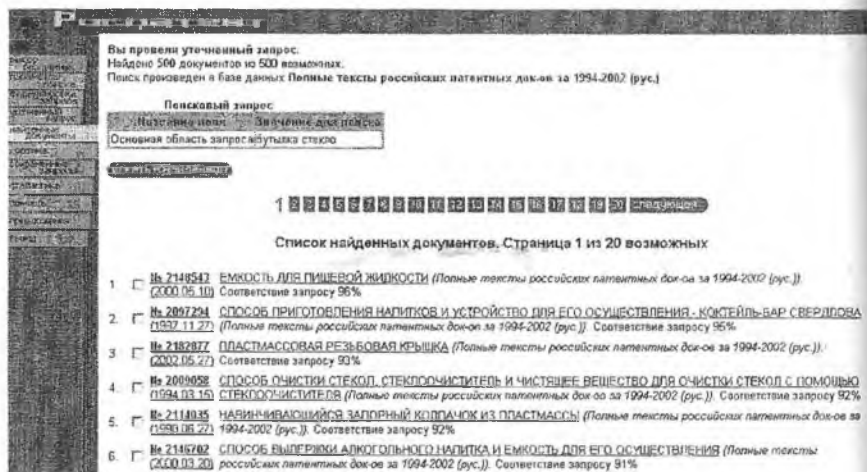 Роспатент
Вы провели уточненный запрос.
Найдено 500 документов из 500 возможных.
Поиск произведен в базе данных Полные тексты российских патентных док-ов за 1994-2002 (рус.)
Поисковый запрос
Название поля Значение для поиска
Основная область запроса бутылка стекло
1 2 3 4 5 6 7 8 9 10 11 12 13 14 15 16 17 18 19 20 следующая
Список найденных документов. Страница 1 из 20 возможных
1. № 2148542 ЕМКОСТЬ ДЛЯ ПИЩЕВОЙ ЖИДКОСТИ (Полные тексты российских патентных док-ов за 1994-2002 (рус.)).
(2000.05.10) Соответствие запросу 96%
2. № 2097294 СПОСОБ ПРИГОТОВЛЕНИЯ НАПИТКОВ И УСТРОЙСТВО ДЛЯ ЕГО ОСУЩЕСТВЛЕНИЯ - КОКТЕЙЛЬ-БАР СВЕРДЛОВА
(1997.11.27) (Полные тексты российских патентных док-ов за 1994-2002 (рус.)). Соответствие запросу 95%
3. № 2182877 ПЛАСТМАССОВАЯ РЕЗЬБОВАЯ КРЫШКА (Полные тексты российских патентных док-ов за 1994-2002 (рус.)).
(2002.05.27) Соответствие запросу 93%
4. № 2009058 СПОСОБ ОЧИСТКИ СТЕКОЛ, СТЕКЛООЧИСТИТЕЛЬ И ЧИСТЯЩЕЕ ВЕЩЕСТВО ДЛЯ ОЧИСТКИ СТЕКОЛ С ПОМОЩЬЮ
(1994.03.15) СТЕКЛООЧИСТИТЕЛЯ (Полные тексты российских патентных док-ов за 1994-2002 (рус.)). Соответствие запросу 92%
5. № 2114035 НАВИНЧИВАЮЩИЙСЯ ЗАПОРНЫЙ КОЛПАЧОК ИЗ ПЛАСТМАССЫ (Полные тексты российских патентных док-ов за
(1998.06.27) 1994-2002 (рус.)). Соответствие запросу 92%
6. № 2146702 СПОСОБ ВЫДЕРЖКИ АЛКОГОЛЬНОГО НАПИТКА И ЕМКОСТЬ ДЛЯ ЕГО ОСУЩЕСТВЛЕНИЯ (Полные тексты
(2000.03.20) российских патентных док-ов за 1994-2002 (рус.)). Соответствие запросу 91%